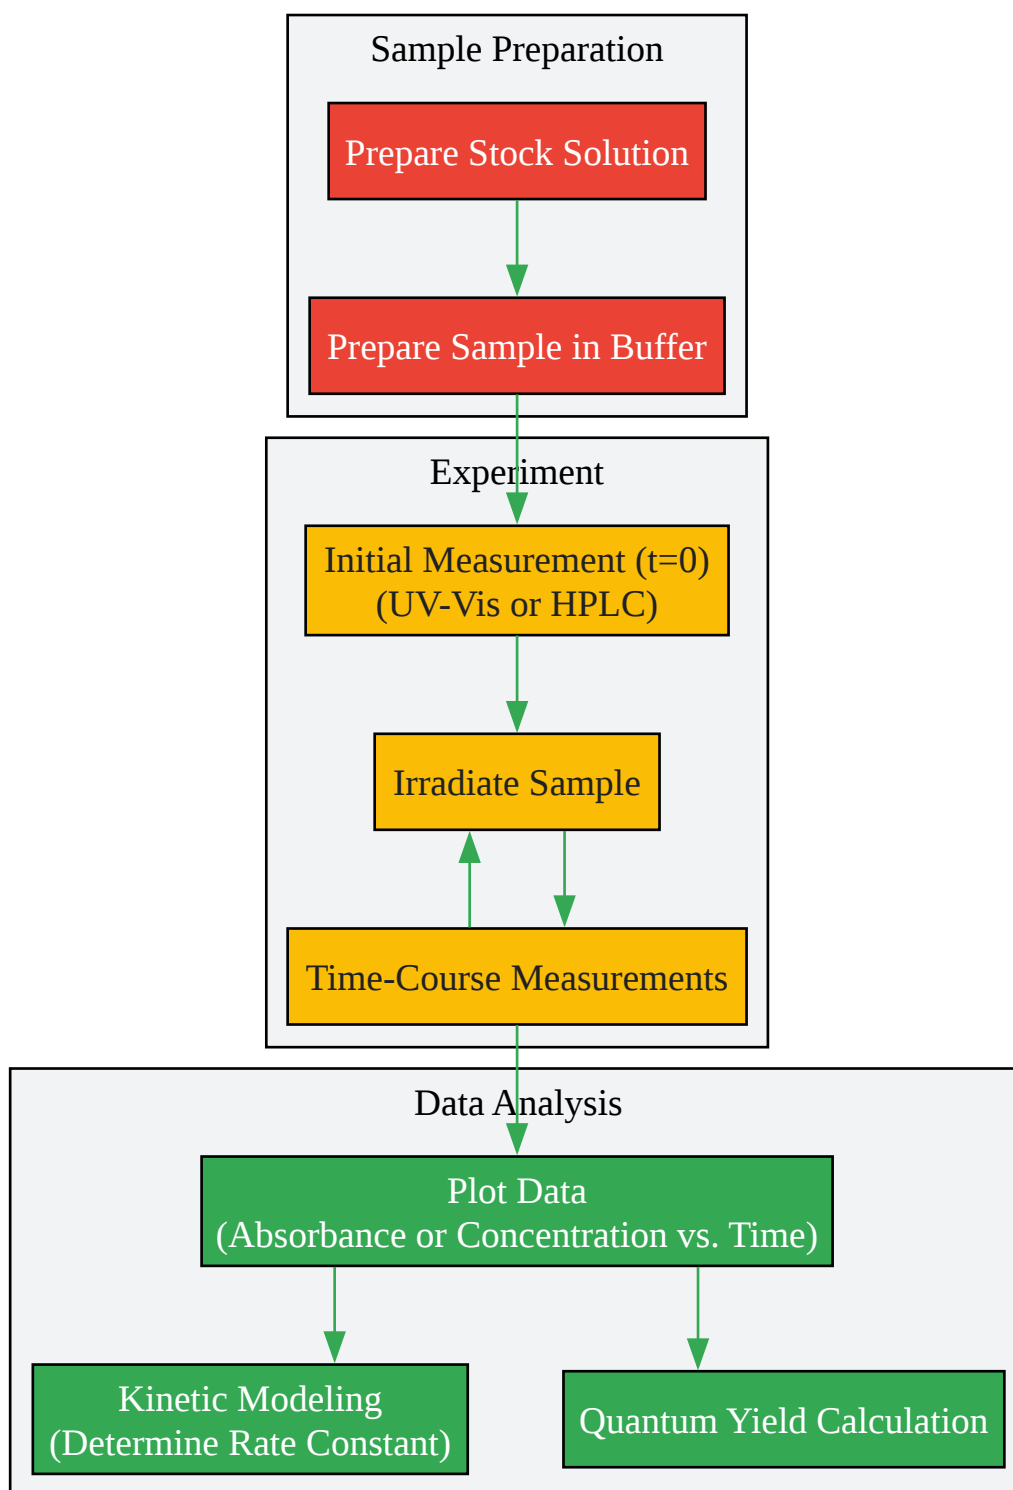 Sample Preparation
Prepare Stock Solution
Prepare Sample in Buffer
Experiment
Initial Measurement (t=0)
(UV-Vis or HPLC)
Irradiate Sample
Time-Course Measurements
Data Analysis
Plot Data
(Absorbance or Concentration vs. Time)
Kinetic Modeling
(Determine Rate Constant)
Quantum Yield Calculation